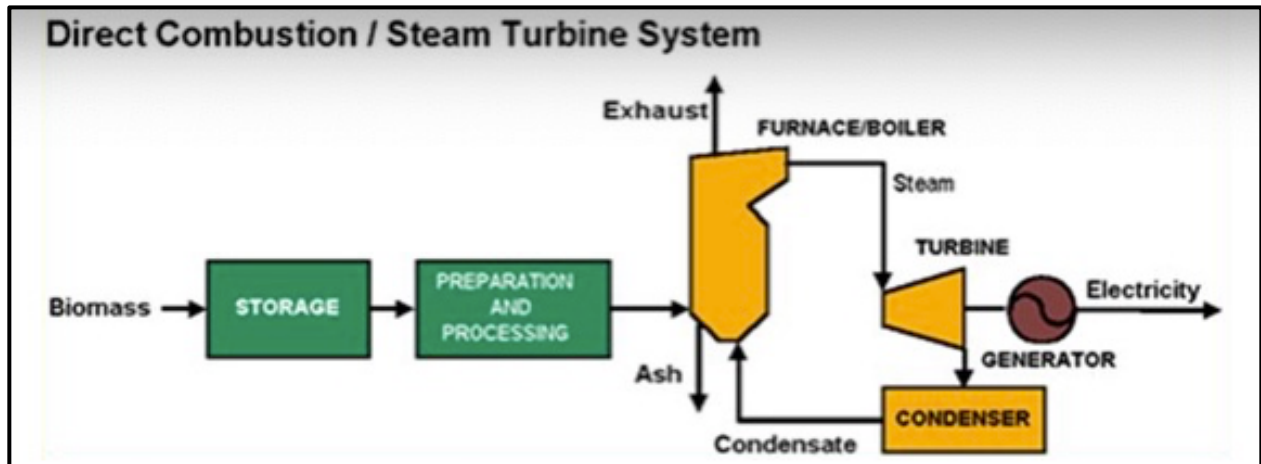 Direct Combustion / Steam Turbine System
Exhaust
FURNACE/BOILER
Steam
TURBINE
Biomass
STORAGE
PREPARATION
AND
PROCESSING
Electricity
GENERATOR
Ash
CONDENSER
Condensate